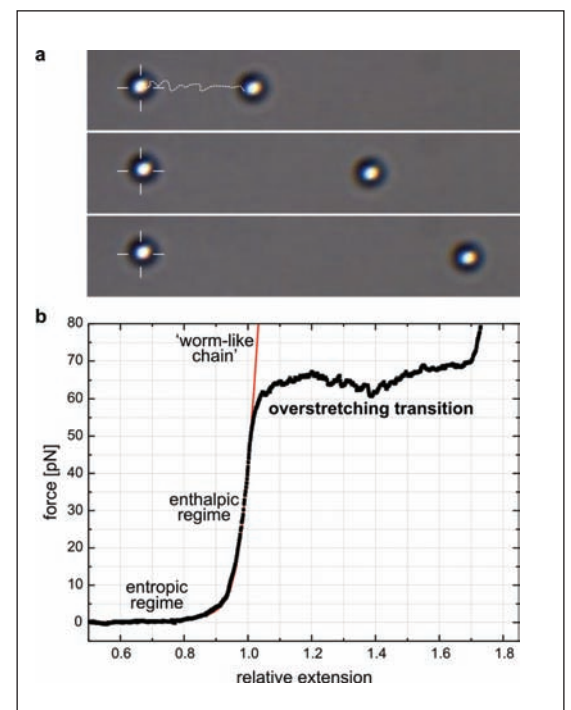 a
b
80
70
60
50
40
30
20
10
0
force [pN]
'worm-like
chain'
overstretching transition
enthalpic
regime
entropic
regime
0.6 0.8 1.0 1.2 1.4 1.6 1.8
relative extension